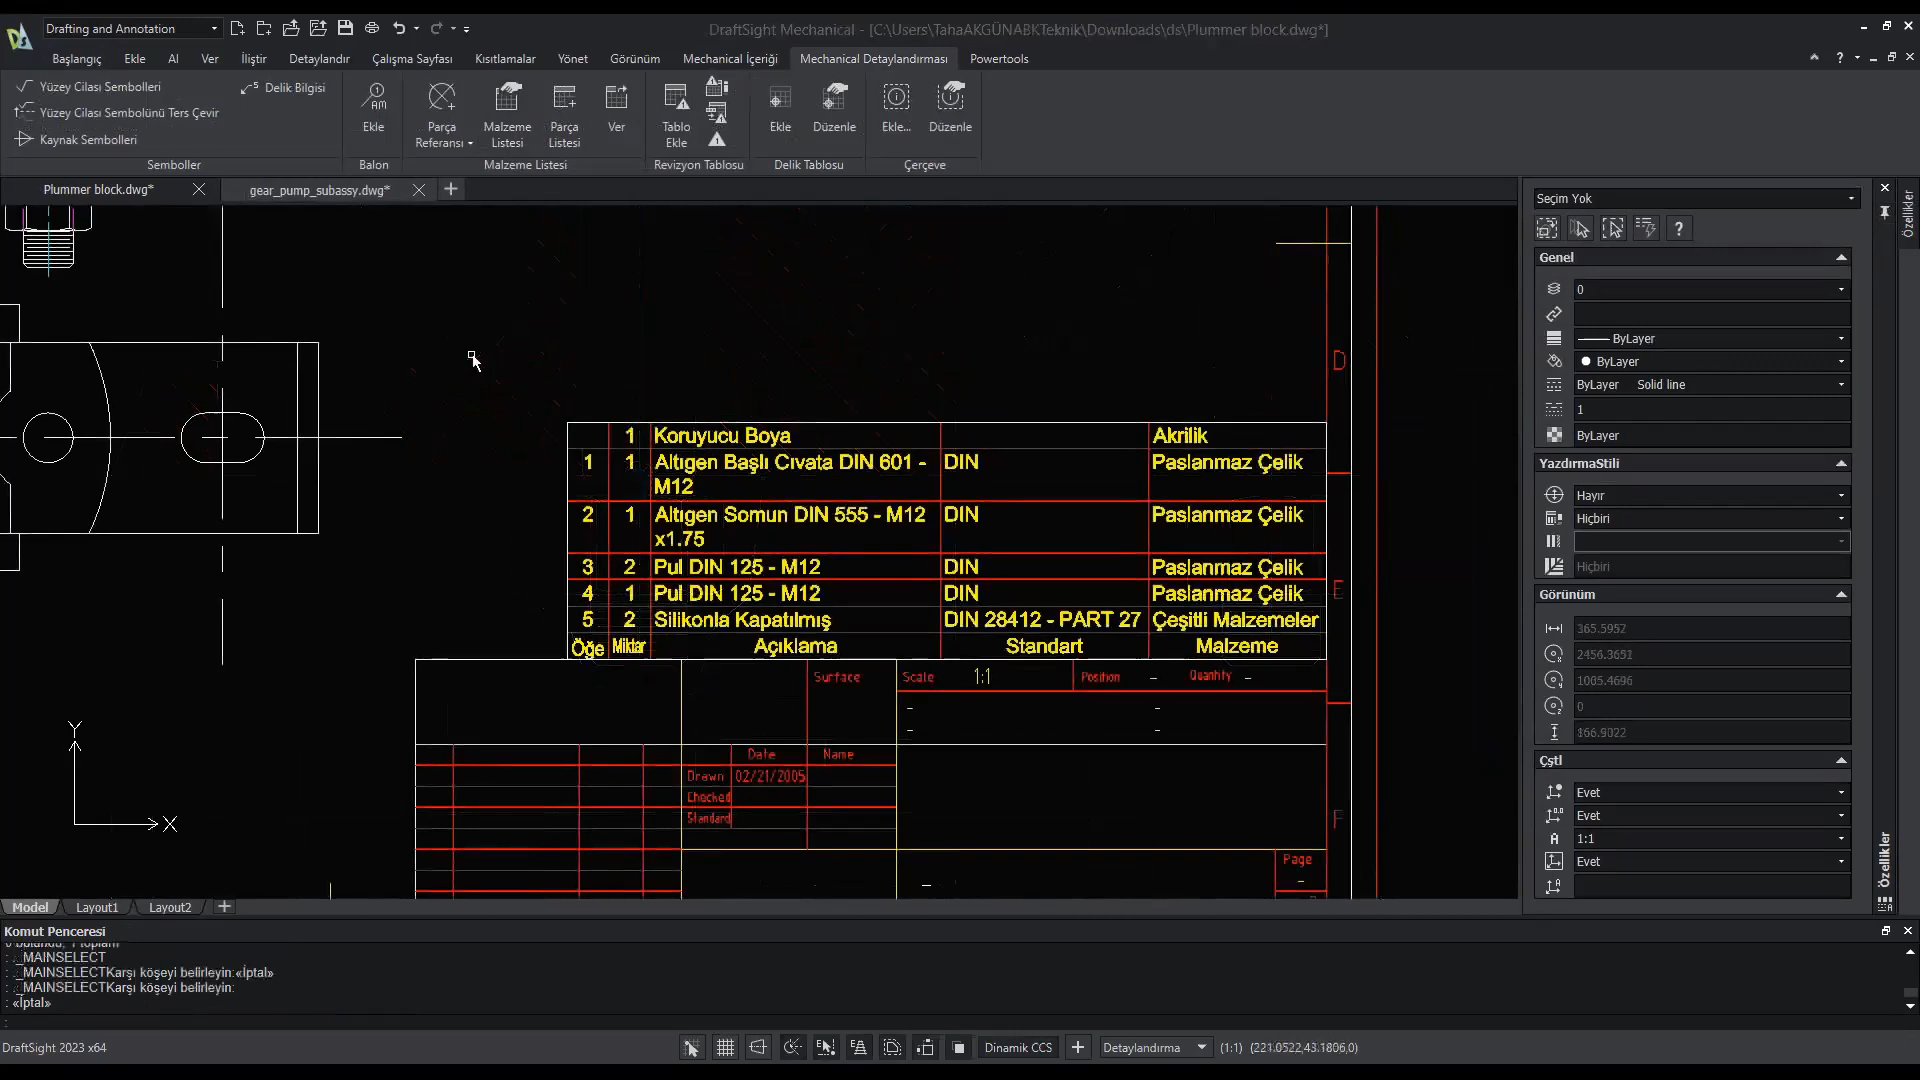 Drafting and Annotation
DraftSight Mechanical - [C:\Users\TahaAKGÜNABKTeknik\Downloads\ds\Plummer block.dwg*]
Başlangıç Ekle AI Ver İliştir Detaylandır Çalışma Sayfası Kısıtlamalar Yönet Görünüm Mechanical İçeriği Mechanical Detaylandırması Powertools
Yüzey Cilası Sembolleri
Delik Bilgisi
Yüzey Cilası Sembolünü Ters Çevir
Kaynak Sembolleri
Semboller
Ekle
Balon
Parça Referansı
Malzeme Listesi
Parça Listesi
Ver
Malzeme Listesi
Tablo Ekle
Revizyon Tablosu
Ekle
Düzenle
Delik Tablosu
Ekle...
Düzenle
Çerçeve
Plummer block.dwg*
gear_pump_subassy.dwg*
1 Koruyucu Boya Akrilik
1 1 Altıgen Başlı Cıvata DIN 601 - M12 DIN Paslanmaz Çelik
2 1 Altıgen Somun DIN 555 - M12 x1.75 DIN Paslanmaz Çelik
3 2 Pul DIN 125 - M12 DIN Paslanmaz Çelik
4 1 Pul DIN 125 - M12 DIN Paslanmaz Çelik
5 2 Silikonla Kapatılmış DIN 28412 - PART 27 Çeşitli Malzemeler
Öğe Miktar Açıklama Standart Malzeme
D
E
F
Surface
Scale 1:1
Position -
Quantity -
Date Name
Drawn 02/21/2005
Checked
Standard
Page
Y
X
Model Layout1 Layout2
Komut Penceresi
: _MAINSELECT
: _MAINSELECTKarşı köşeyi belirleyin:«İptal»
: _MAINSELECTKarşı köşeyi belirleyin:
: «İptal»
:
DraftSight 2023 x64
Dinamik CCS
Detaylandırma
(1:1) (221.0522,43.1806,0)
Seçim Yok
Özellikler
Genel
0
ByLayer
ByLayer
ByLayer Solid line
1
ByLayer
YazdırmaStili
Hayır
Hiçbiri
Hiçbiri
Görünüm
365.5952
2456.3651
1005.4696
0
166.9022
Çştl
Evet
Evet
1:1
Evet
Özellikler